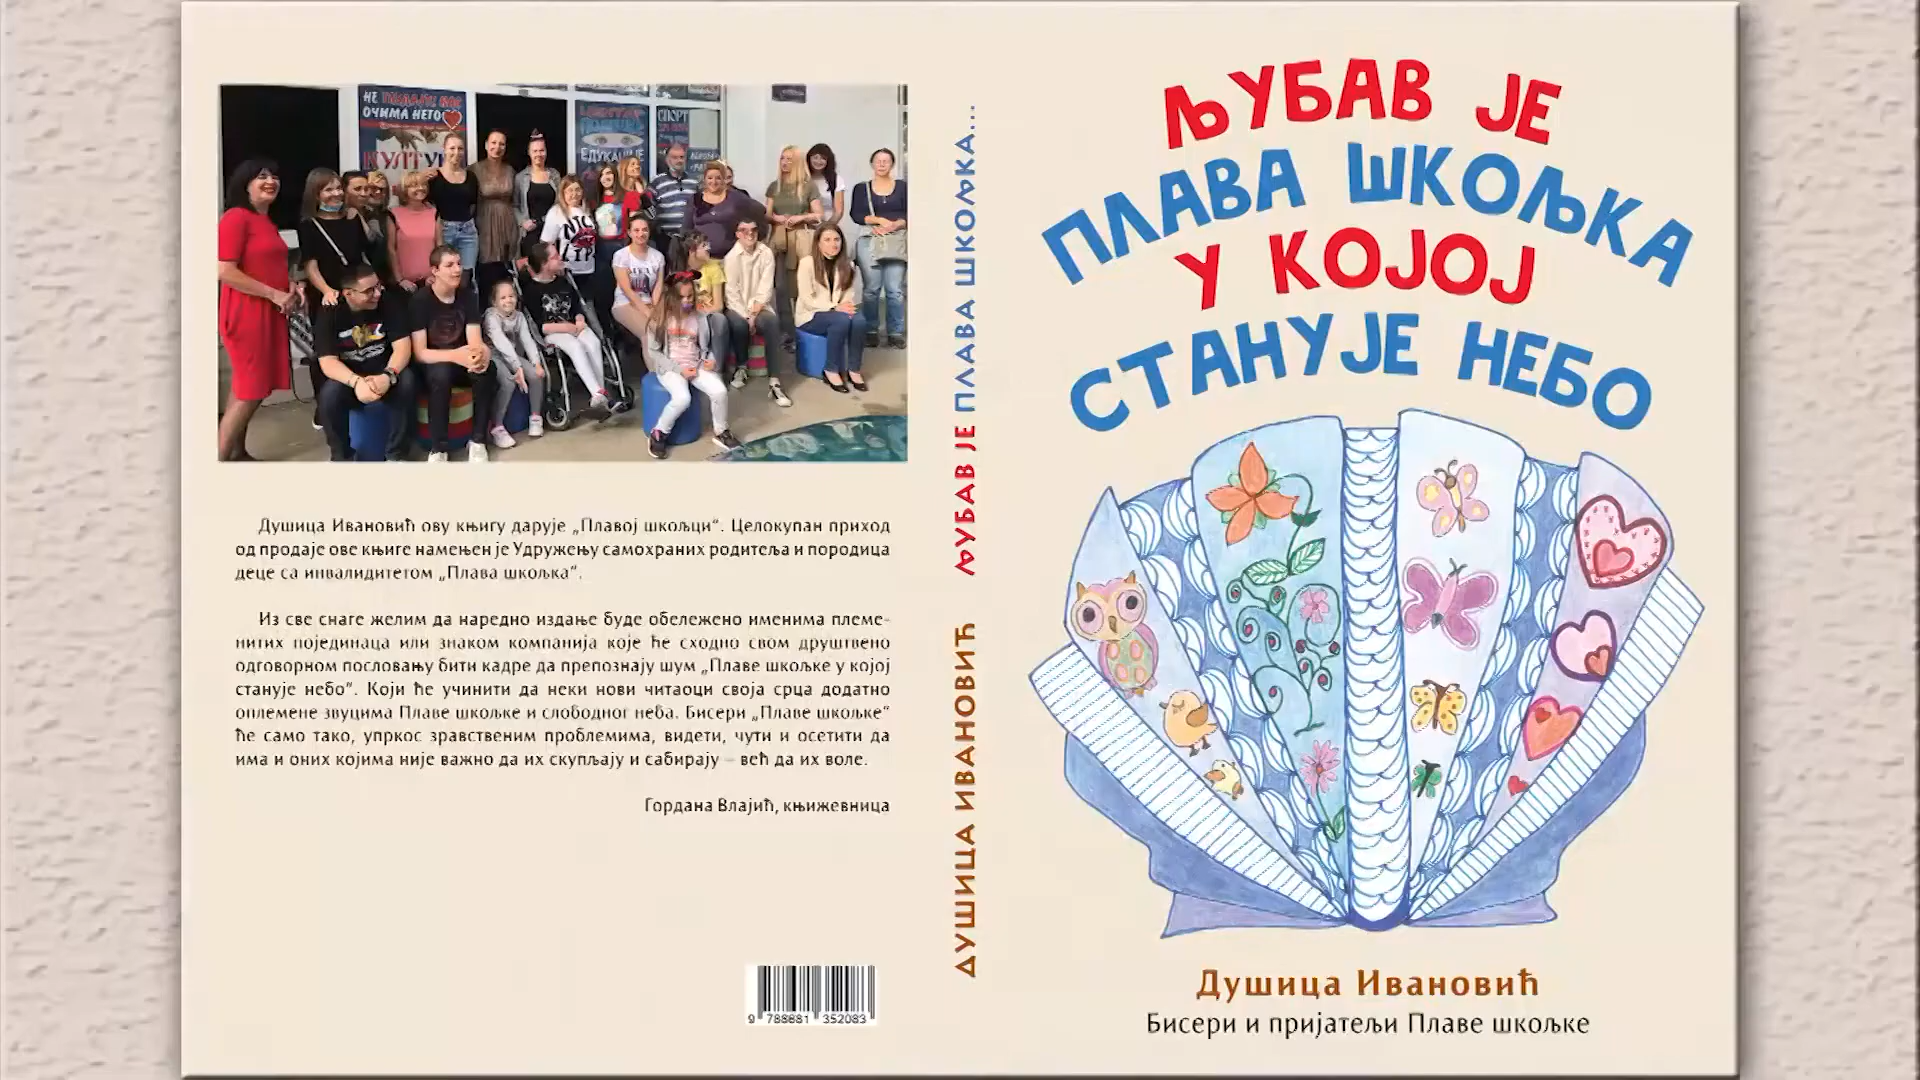 НЕ
ОЧИМА НЕГО
КУЛТУ
ЕДУКАЦИЈЕ
СПОРТ
Душица Ивановић ову књигу дарује „Плавој шкољци“. Целокупан приход
од продаје ове књиге намењен је Удружењу самохраних родитеља и породица
деце са инвалидитетом „Плава шкољка“.
Из све снаге желим да наредно издање буде обележено именима племе-
нитих појединаца или знаком компанија које ће сходно свом друштвено
одговорном пословању бити кадре да препознају шум „Плаве шкољке у којој
станује небо“. Који ће учинити да неки нови читаоци своја срца додатно
оплемене звуцима Плаве шкољке и слободног неба. Бисери „Плаве шкољке“
ће само тако, упркос зравственим проблемима, видети, чути и осетити да
има и оних којима није важно да их скупљају и сабирају – већ да их воле.
Гордана Влајић, књижевница
9 788681 352083
ДУШИЦА ИВАНОВИЋ ЉУБАВ ЈЕ ПЛАВА ШКОЉКА...
ЉУБАВ ЈЕ
ПЛАВА ШКОЉКА
У КОЈОЈ
СТАНУЈЕ НЕБО
Душица Ивановић
Бисери и пријатељи Плаве шкољке